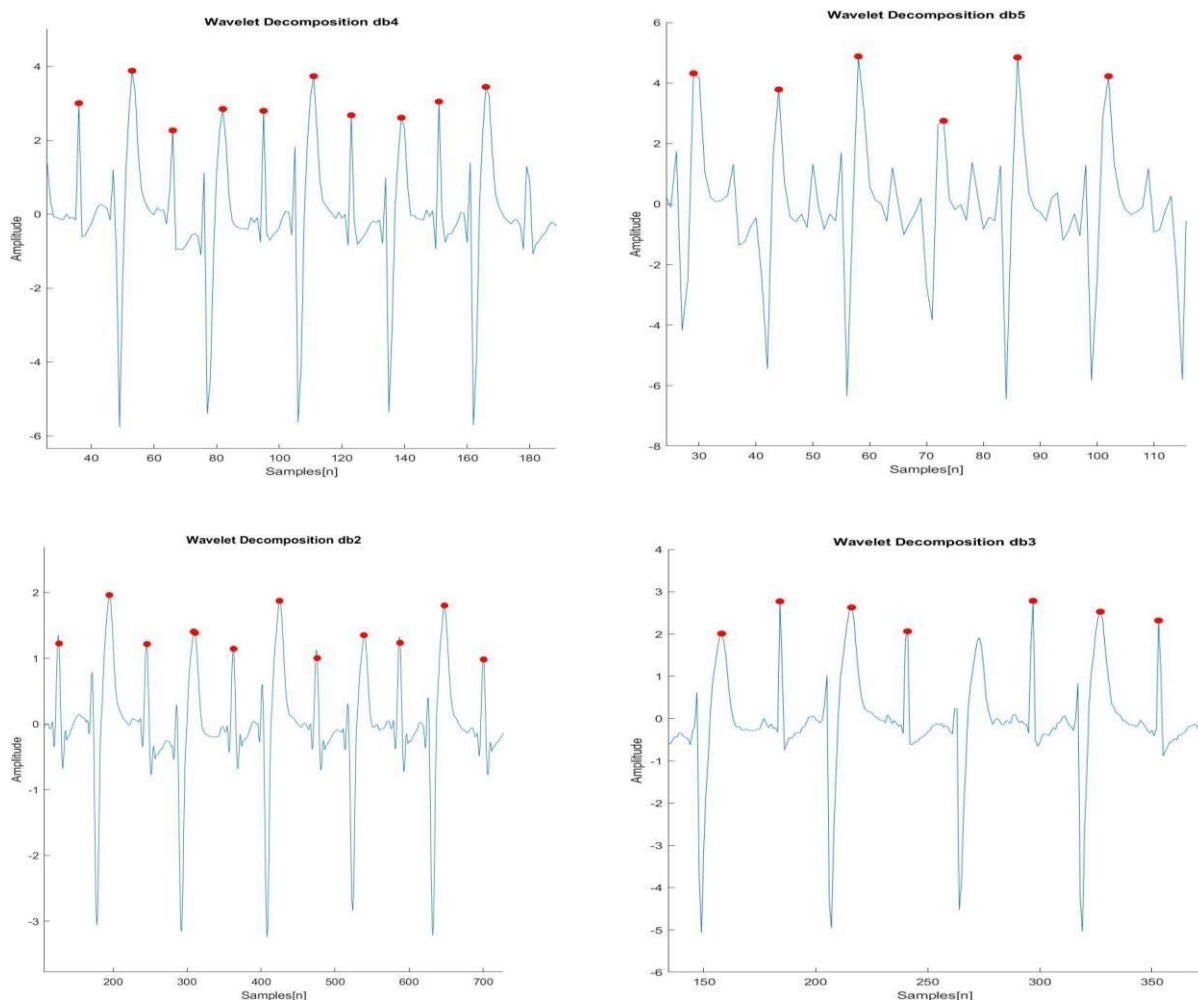 Wavelet Decomposition db4
Amplitude
4
2
0
-2
-4
-6
40 60 80 100 120 140 160 180
Samples[n]
Wavelet Decomposition db5
Amplitude
6
4
2
0
-2
-4
-6
-8
30 40 50 60 70 80 90 100 110
Samples[n]
Wavelet Decomposition db2
Amplitude
2
1
0
-1
-2
-3
200 300 400 500 600 700
Samples[n]
Wavelet Decomposition db3
Amplitude
4
3
2
1
0
-1
-2
-3
-4
-5
-6
150 200 250 300 350
Samples[n]